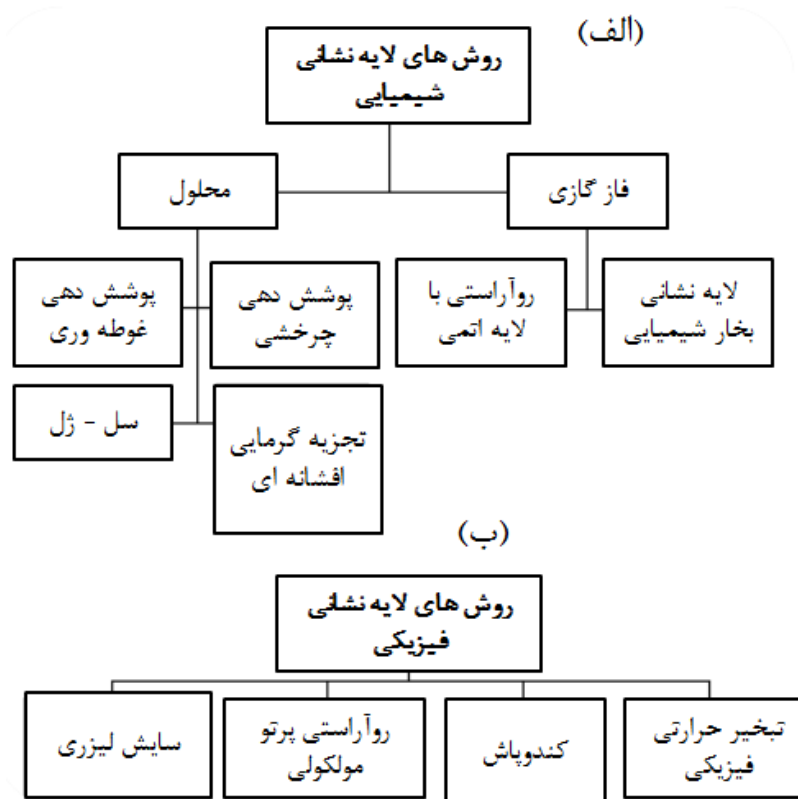 (الف)
روش های لایه نشانی
شیمیایی
فاز گازی
محلول
لایه نشانی
بخار شیمیایی
روآراستی با
لایه اتمی
پوشش دهی
چرخشی
پوشش دهی
غوطه وری
تجزیه گرمایی
افشانه ای
سل - ژل
(ب)
روش های لایه نشانی
فیزیکی
تبخیر حرارتی
فیزیکی
کندوپاش
روآراستی پرتو
مولکولی
سایش لیزری